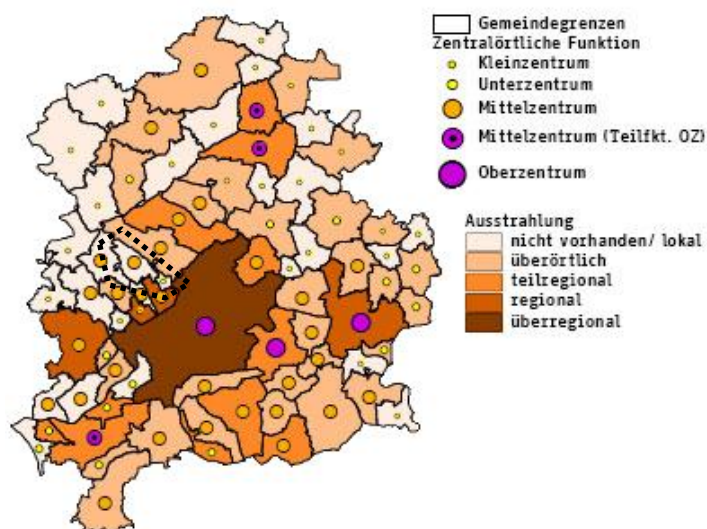 Gemeindegrenzen
Zentralörtliche Funktion
Kleinzentrum
Unterzentrum
Mittelzentrum
Mittelzentrum (Teilfkt. OZ)
Oberzentrum
Ausstrahlung
nicht vorhanden/ lokal
überörtlich
teilregional
regional
überregional